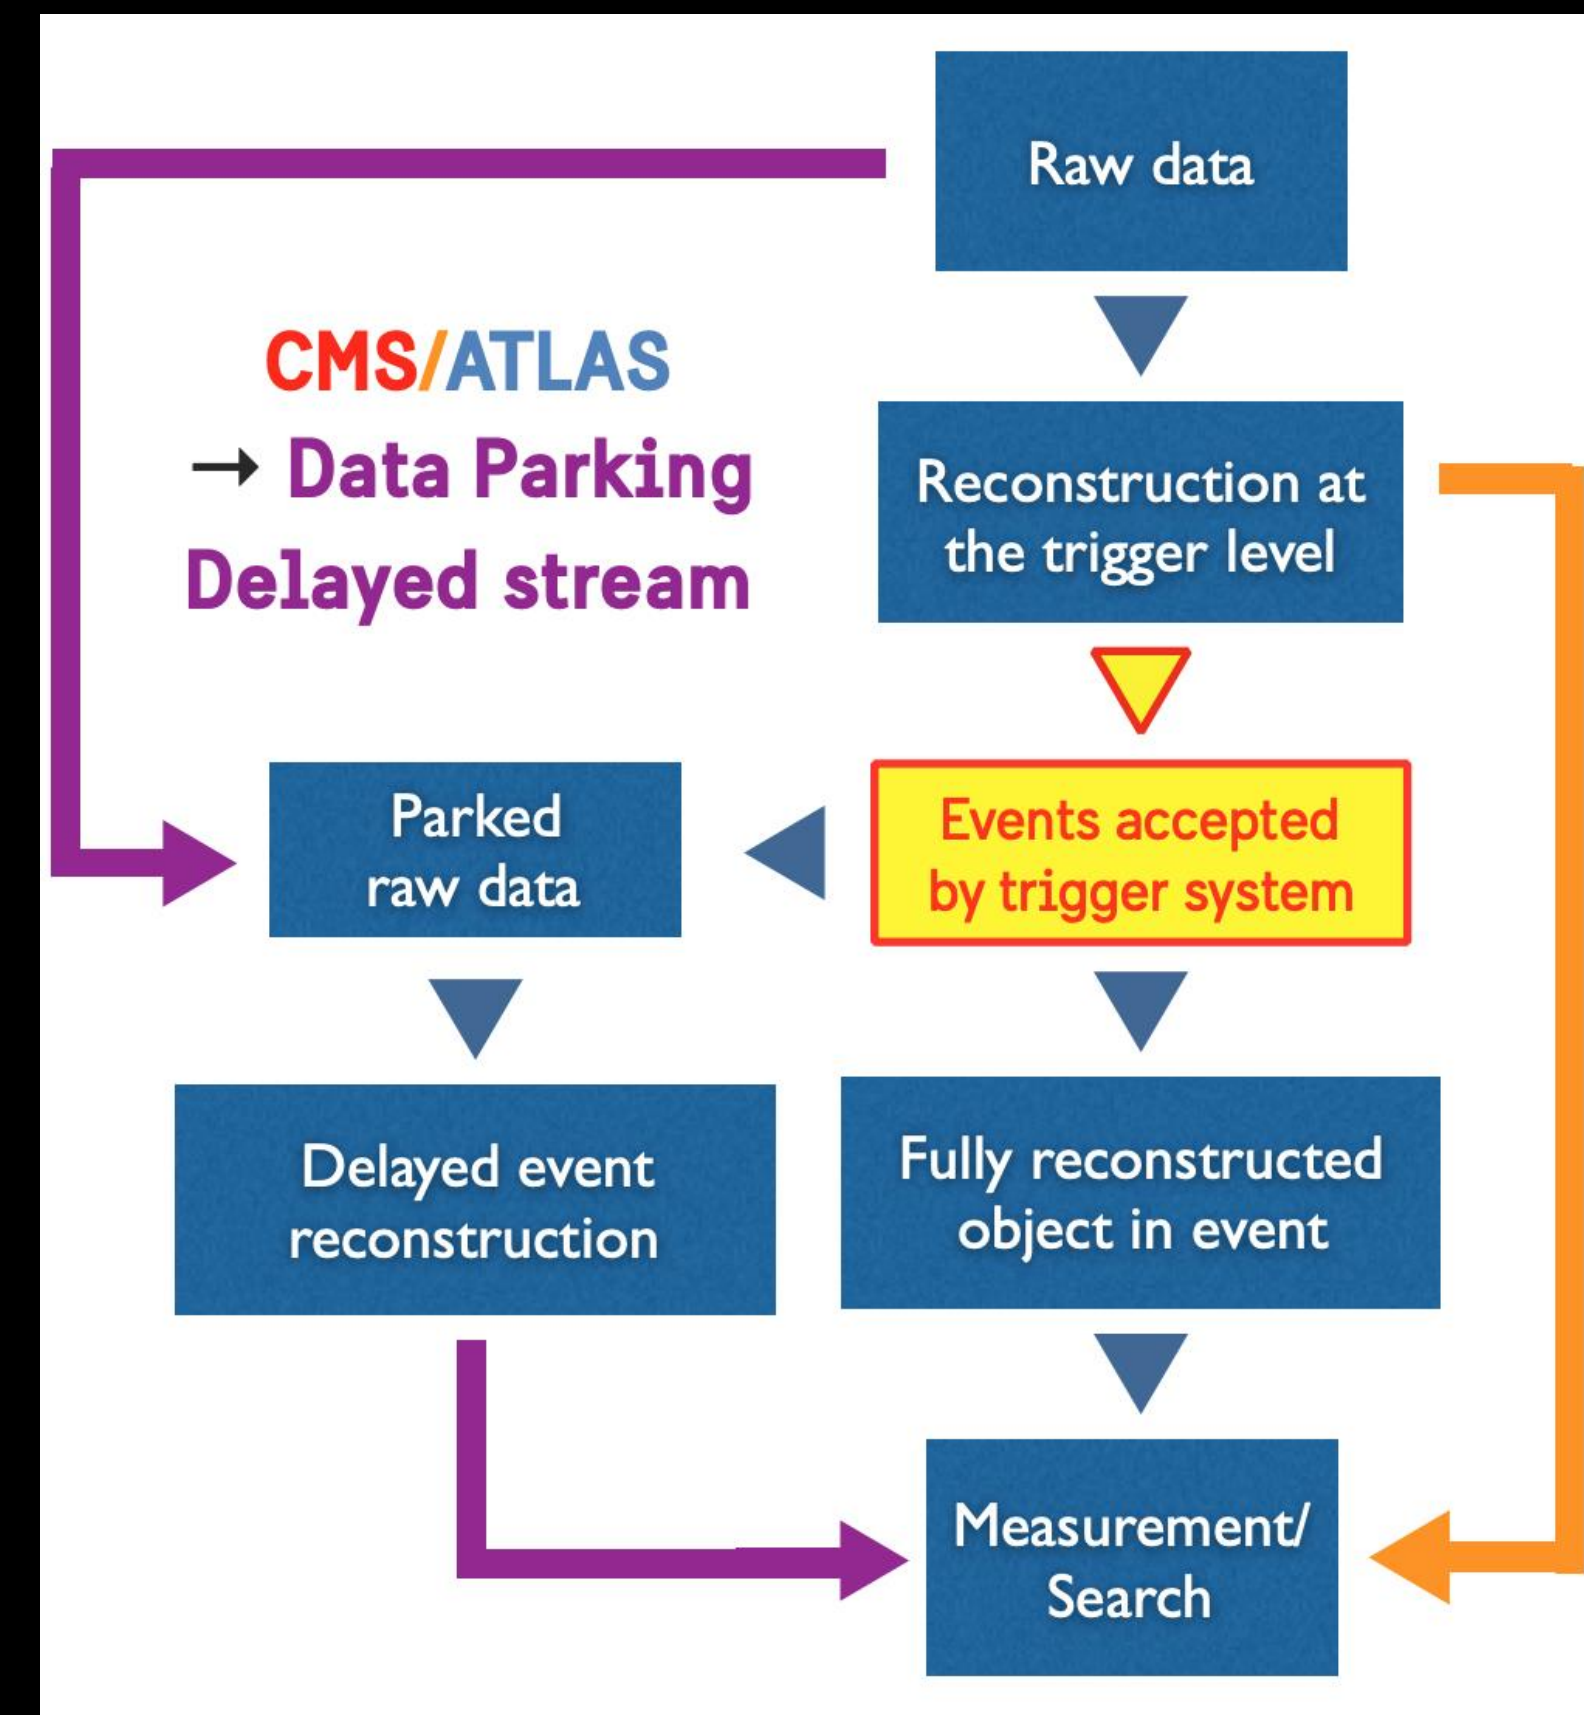 Raw data
CMS/ATLAS
→ Data Parking
Delayed stream
Reconstruction at
the trigger level
Parked
raw data
Events accepted
by trigger system
Delayed event
reconstruction
Fully reconstructed
object in event
Measurement/
Search